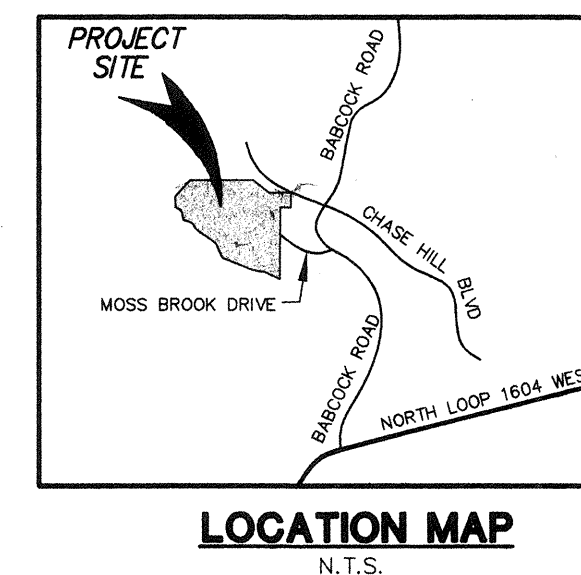 PROJECT
SITE
BABCOCK ROAD
CHASE HILL BLVD
MOSS BROOK DRIVE
BABCOCK ROAD
NORTH LOOP 1604 WES
LOCATION MAP
N.T.S.